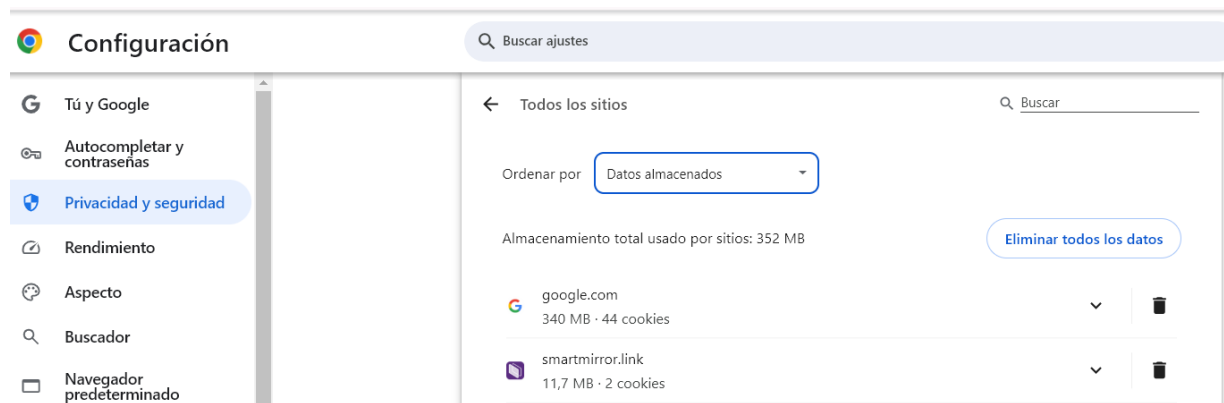 Configuración
Buscar ajustes
Tú y Google
Autocompletar y
contraseñas
Privacidad y seguridad
Rendimiento
Aspecto
Buscador
Navegador
predeterminado
Todos los sitios
Buscar
Ordenar por
Datos almacenados
Almacenamiento total usado por sitios: 352 MB
Eliminar todos los datos
google.com
340 MB · 44 cookies
smartmirror.link
11,7 MB · 2 cookies